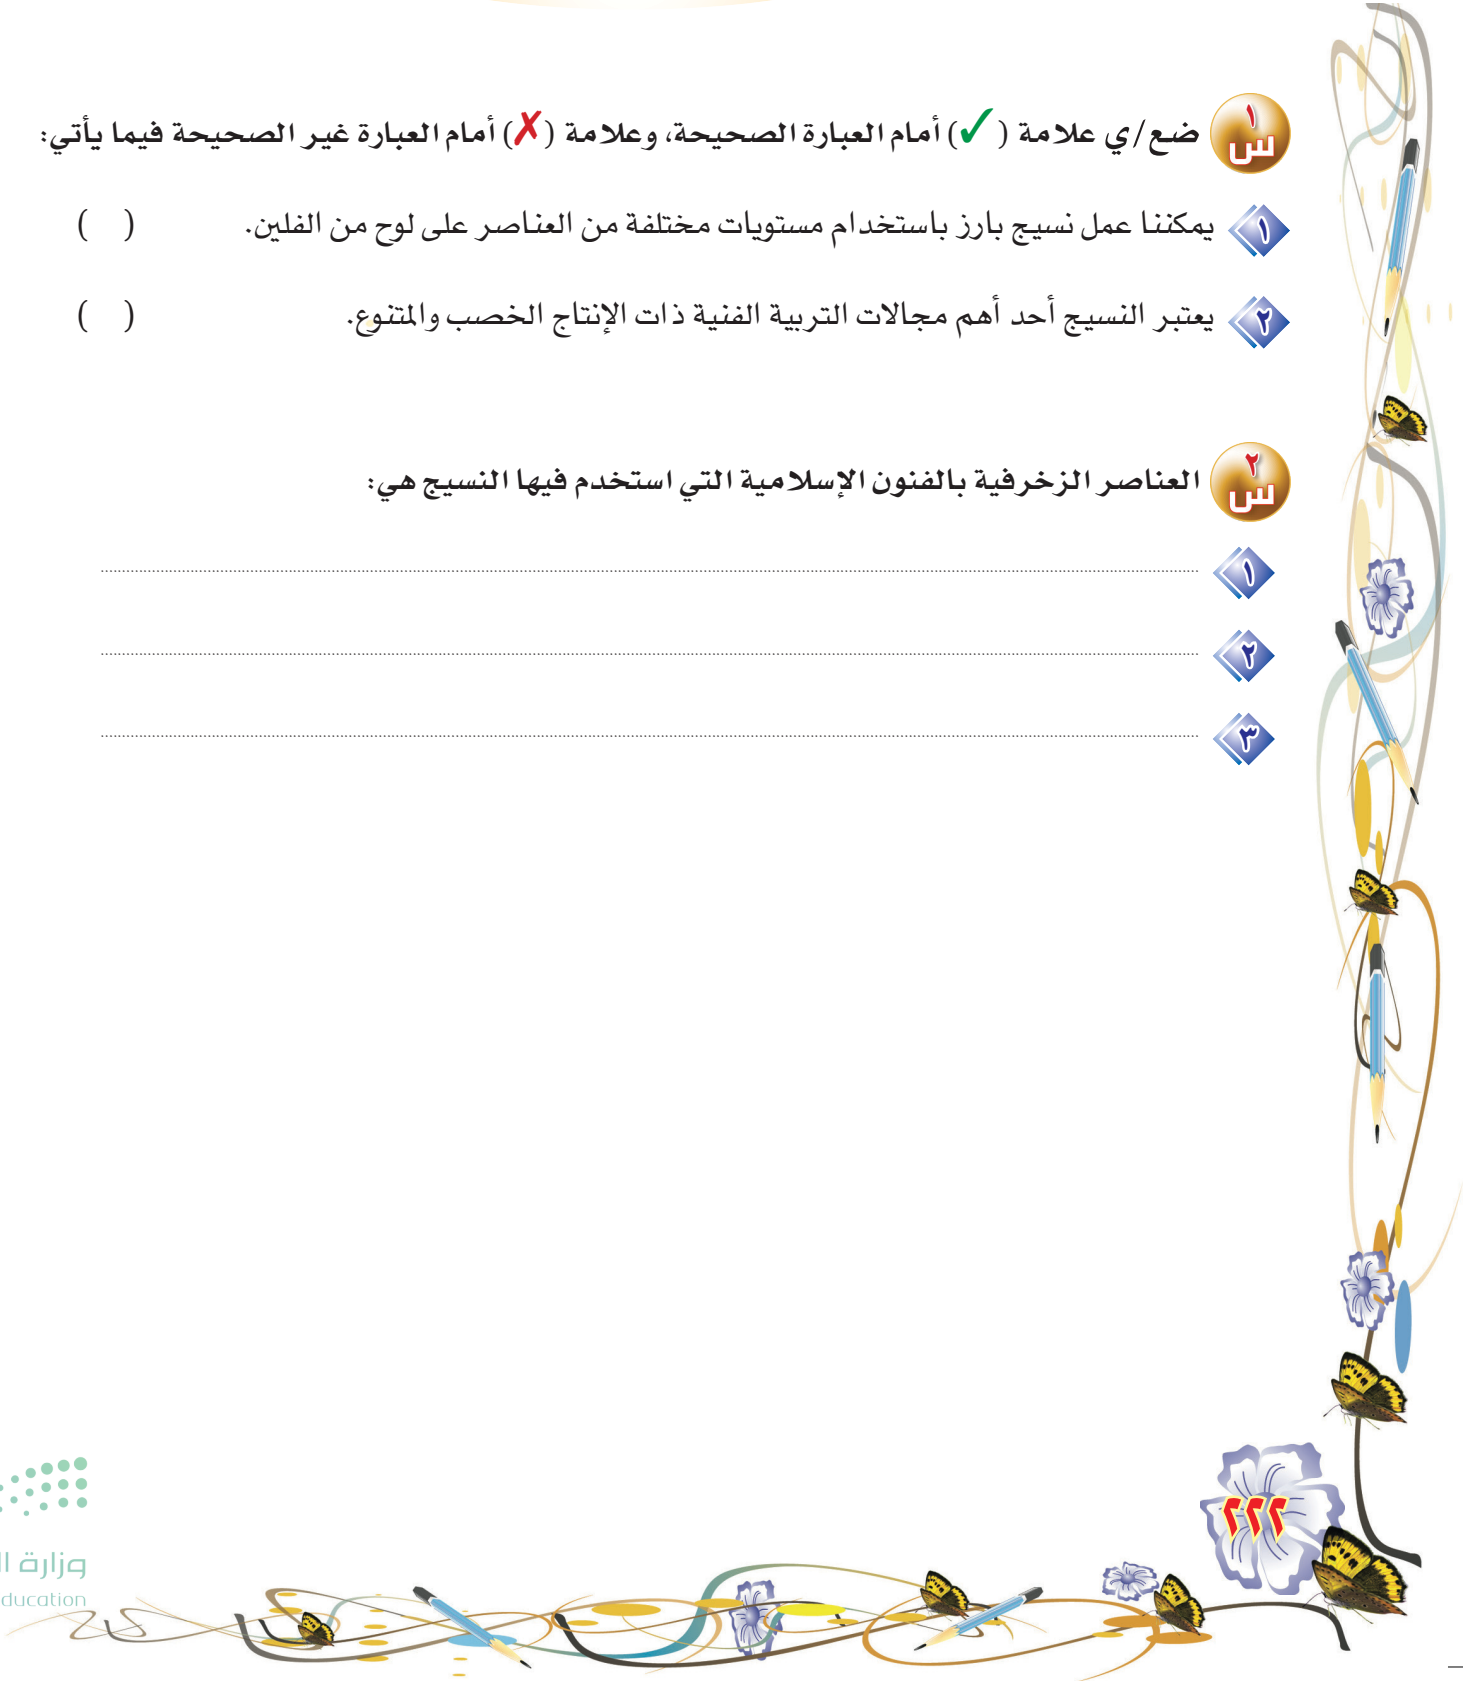 س١ ضع/ي علامة (✓) أمام العبارة الصحيحة، وعلامة (✗) أمام العبارة غير الصحيحة فيما يأتي:
١ يمكننا عمل نسيج بارز باستخدام مستويات مختلفة من العناصر على لوح من الفلين. ( )
٢ يعتبر النسيج أحد أهم مجالات التربية الفنية ذات الإنتاج الخصب والمتنوع. ( )
س٢ العناصر الزخرفية بالفنون الإسلامية التي استخدم فيها النسيج هي:
١
٢
٣
٢٢٢
وزارة ال
ducation